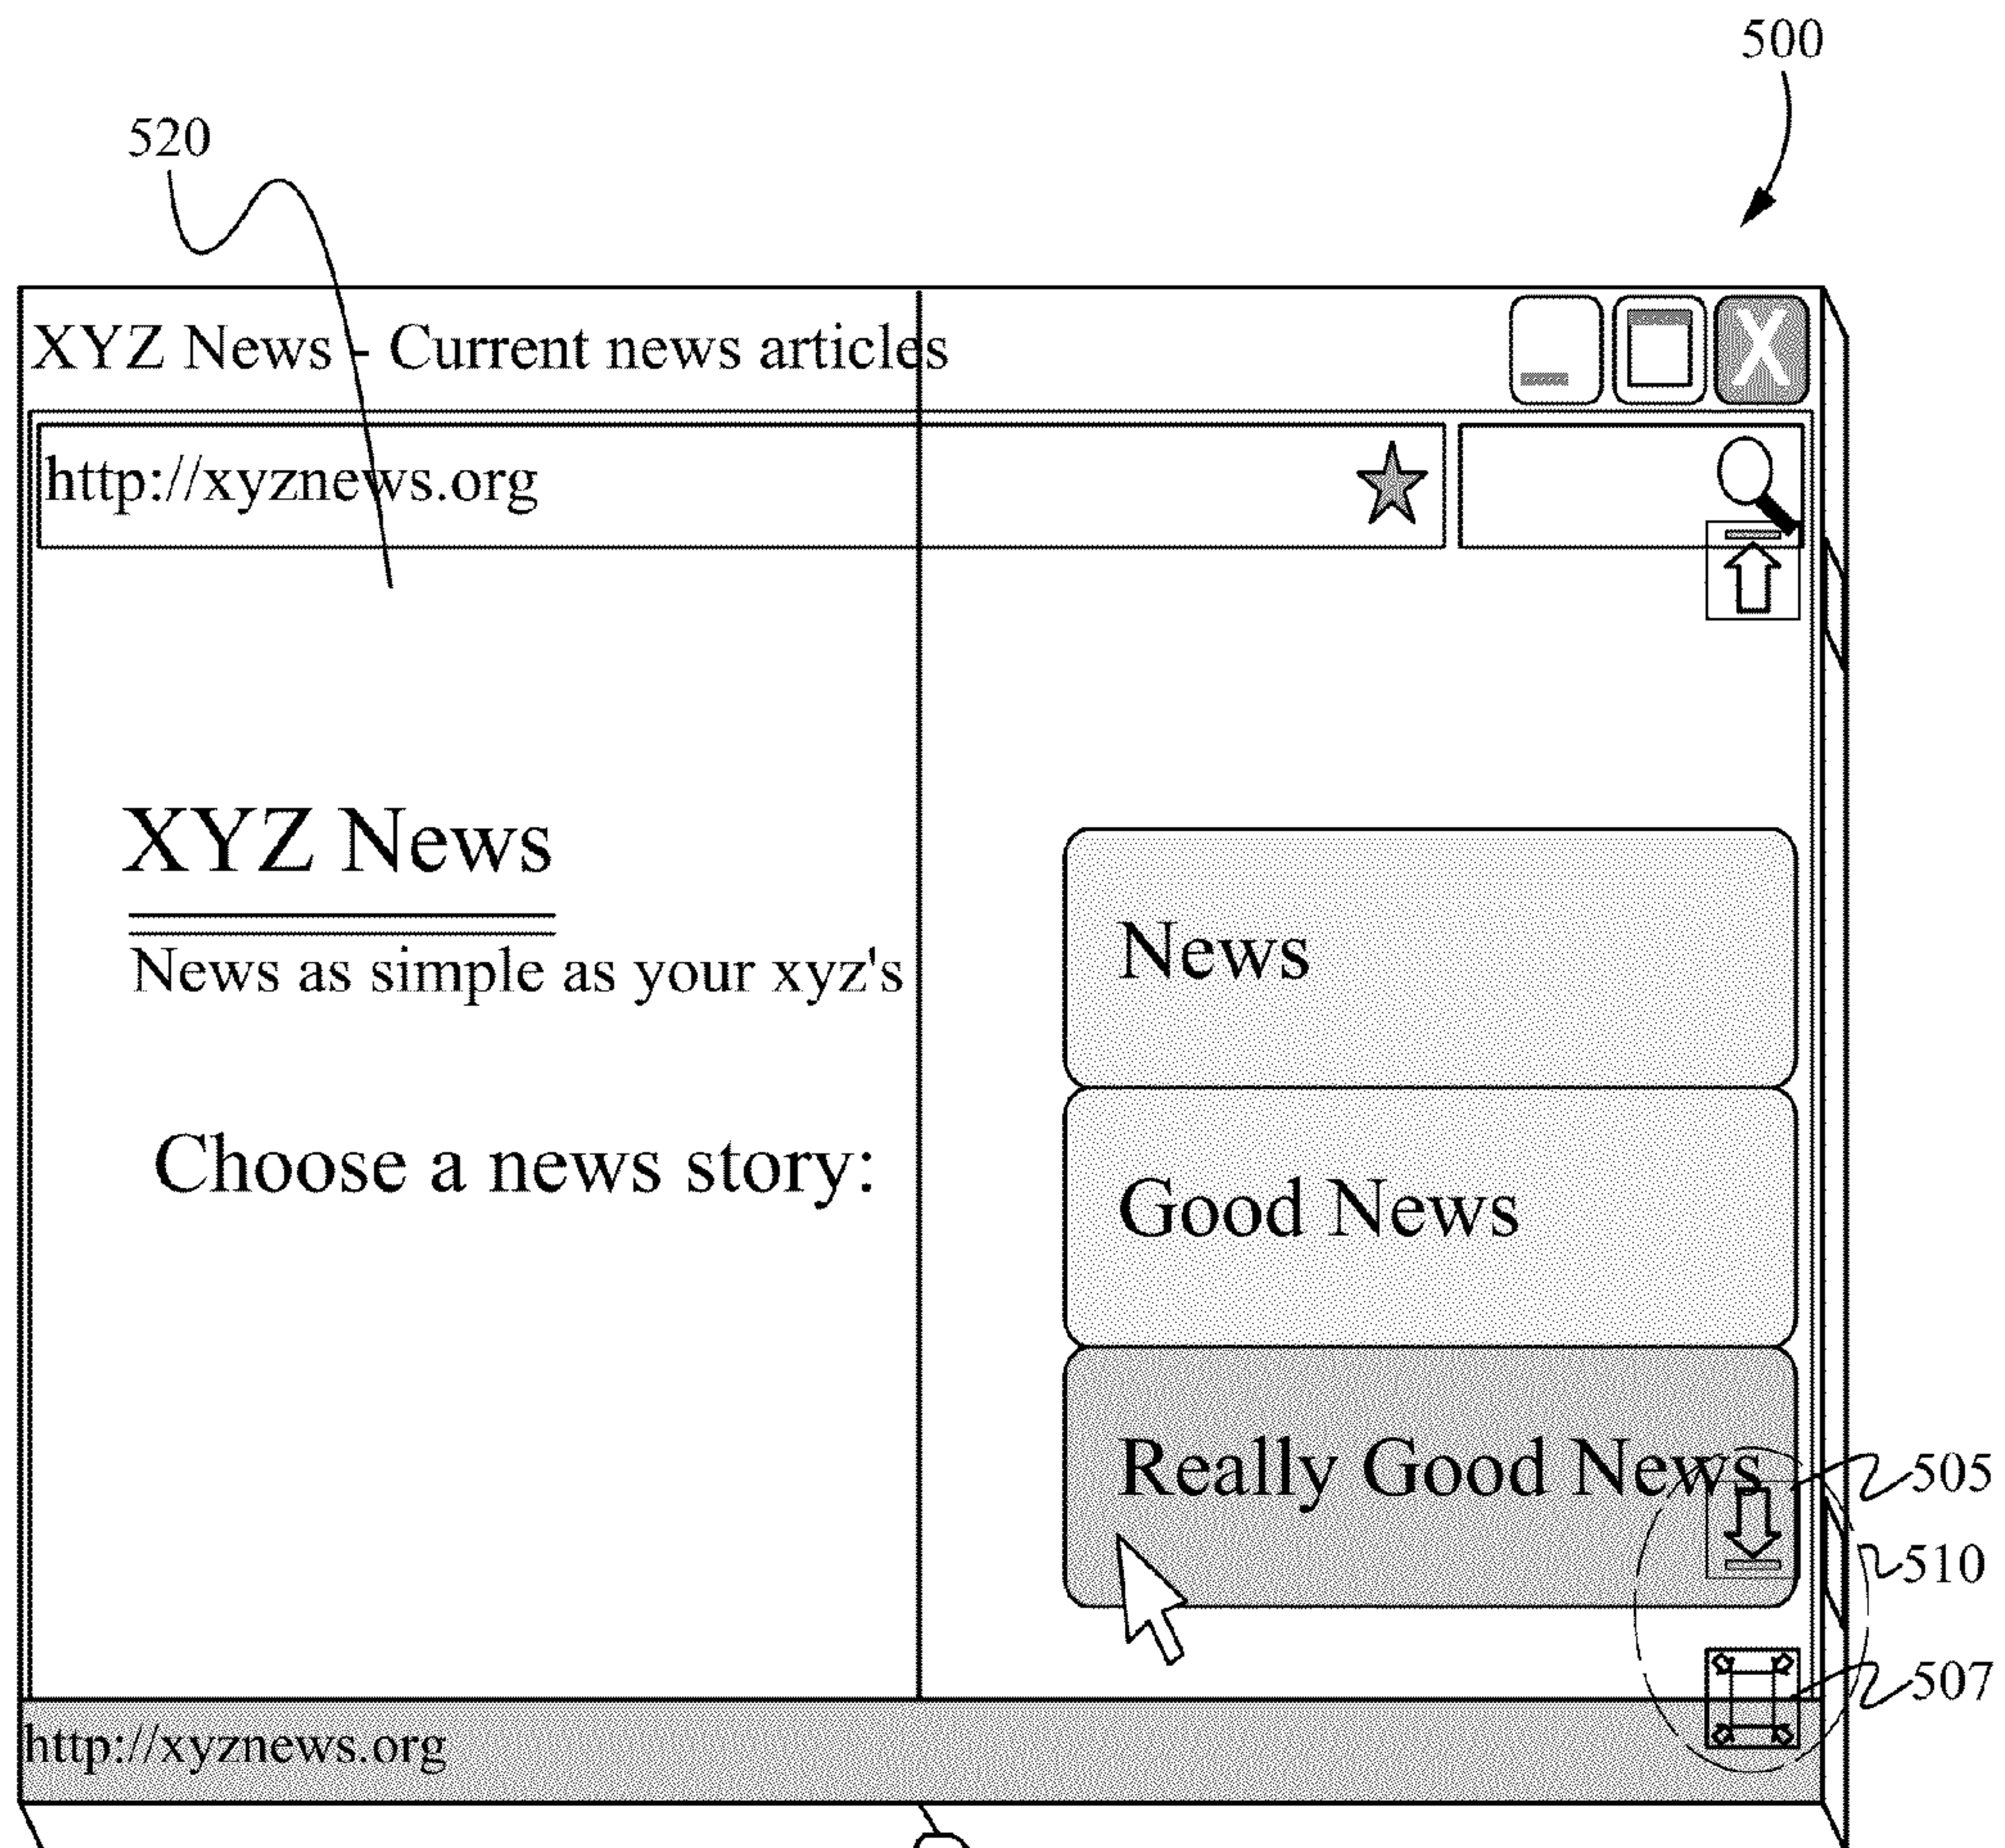 500
520
XYZ News - Current news articles
X
http://xyznews.org
XYZ News
News as simple as your xyz's
News
Choose a news story:
Good News
Really Good News
505
510
507
http://xyznews.org